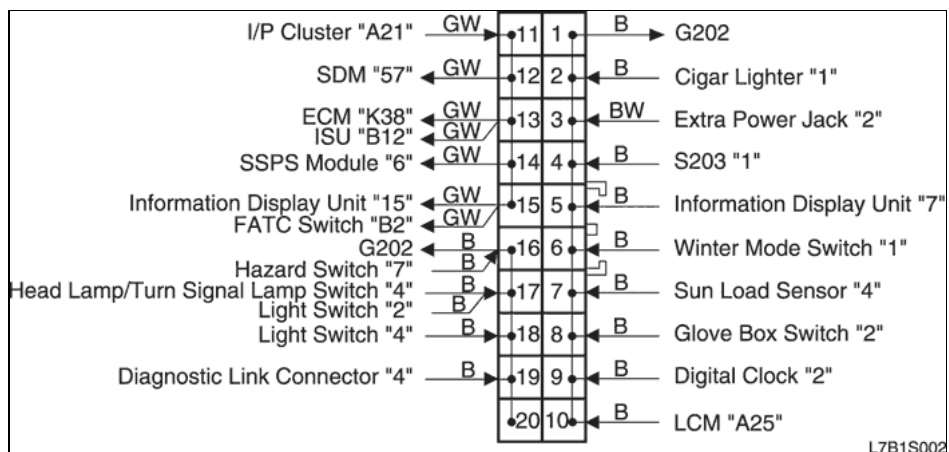 I/P Cluster "A21" GW 11 1 B G202
SDM "57" GW 12 2 B Cigar Lighter "1"
ECM "K38" GW 13 3 BW Extra Power Jack "2"
ISU "B12" GW
SSPS Module "6" GW 14 4 B S203 "1"
Information Display Unit "15" GW 15 5 B Information Display Unit "7"
FATC Switch "B2" GW
G202 B 16 6 B Winter Mode Switch "1"
Hazard Switch "7" B
Head Lamp/Turn Signal Lamp Switch "4" B 17 7 B Sun Load Sensor "4"
Light Switch "2" B
Light Switch "4" B 18 8 B Glove Box Switch "2"
Diagnostic Link Connector "4" B 19 9 B Digital Clock "2"
20 10 B LCM "A25"
L7B1S002